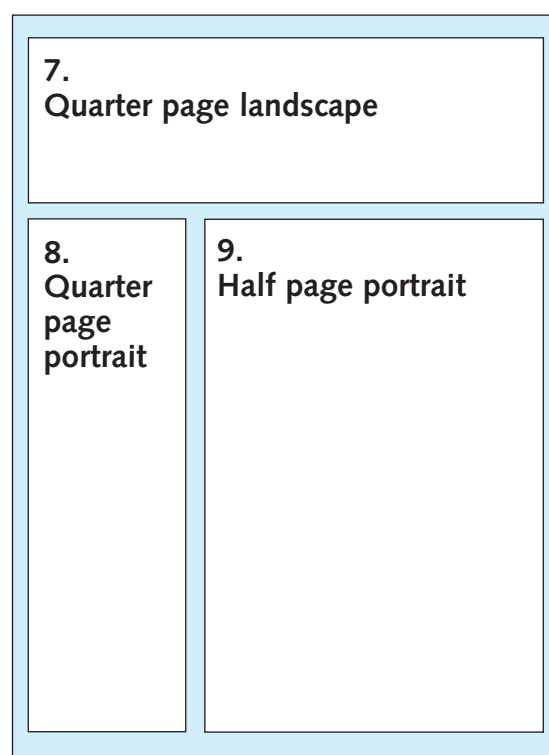 7.
Quarter page landscape
8.
Quarter
page
portrait
9.
Half page portrait